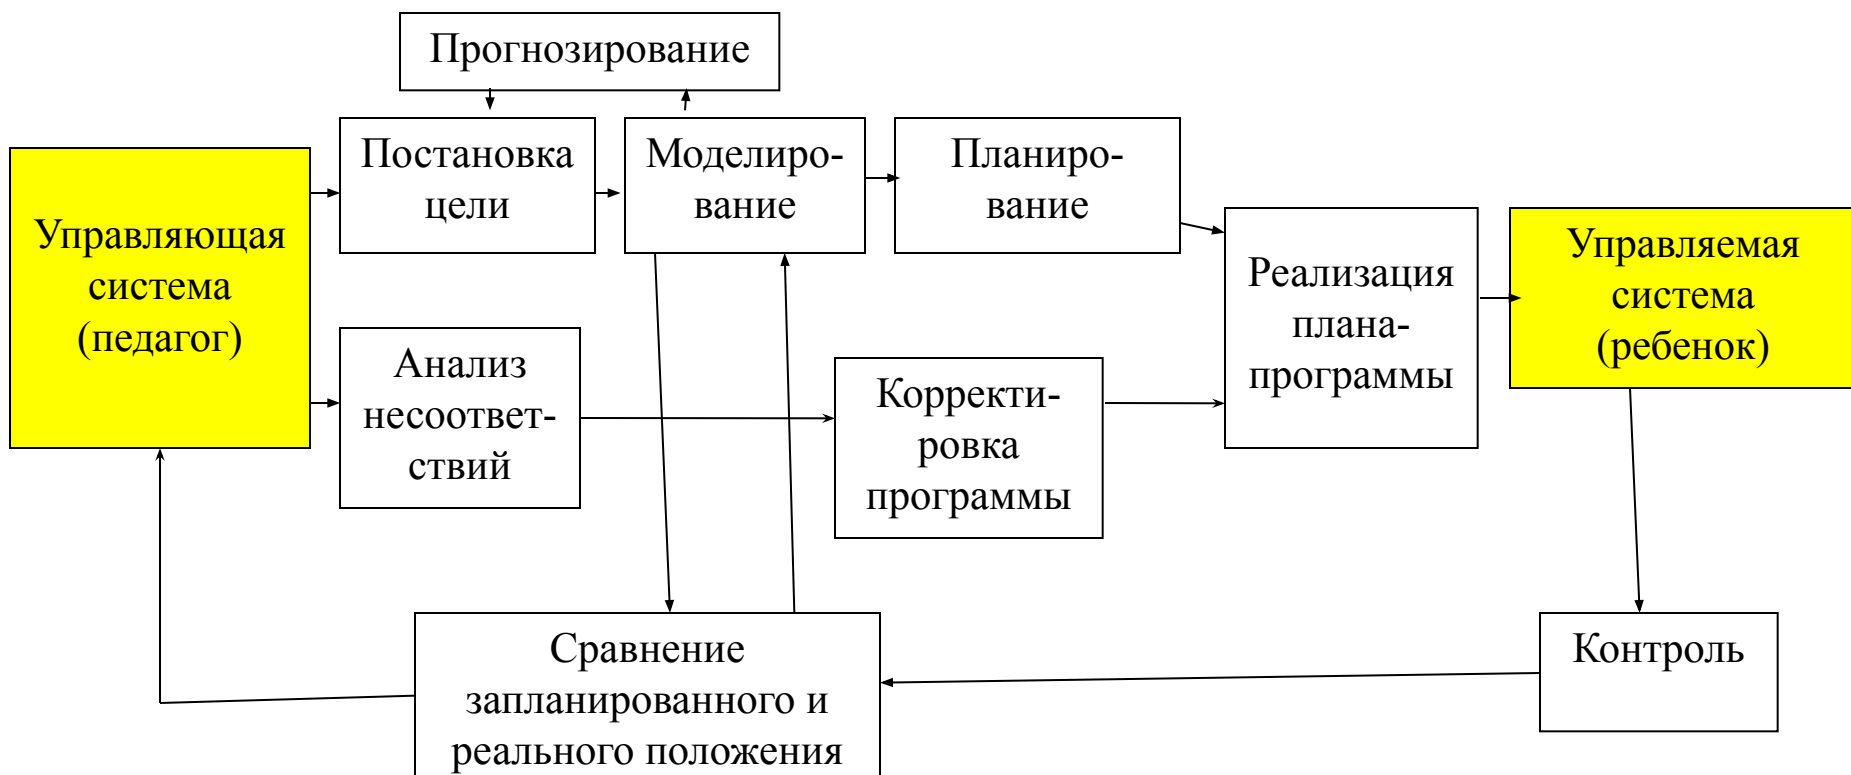 Прогнозирование
Постановка
цели
Моделиро-
вание
Планиро-
вание
Управляющая
система
(педагог)
Реализация
плана-
программы
Управляемая
система
(ребенок)
Анализ
несоответ-
ствий
Корректи-
ровка
программы
Сравнение
запланированного и
реального положения
Контроль